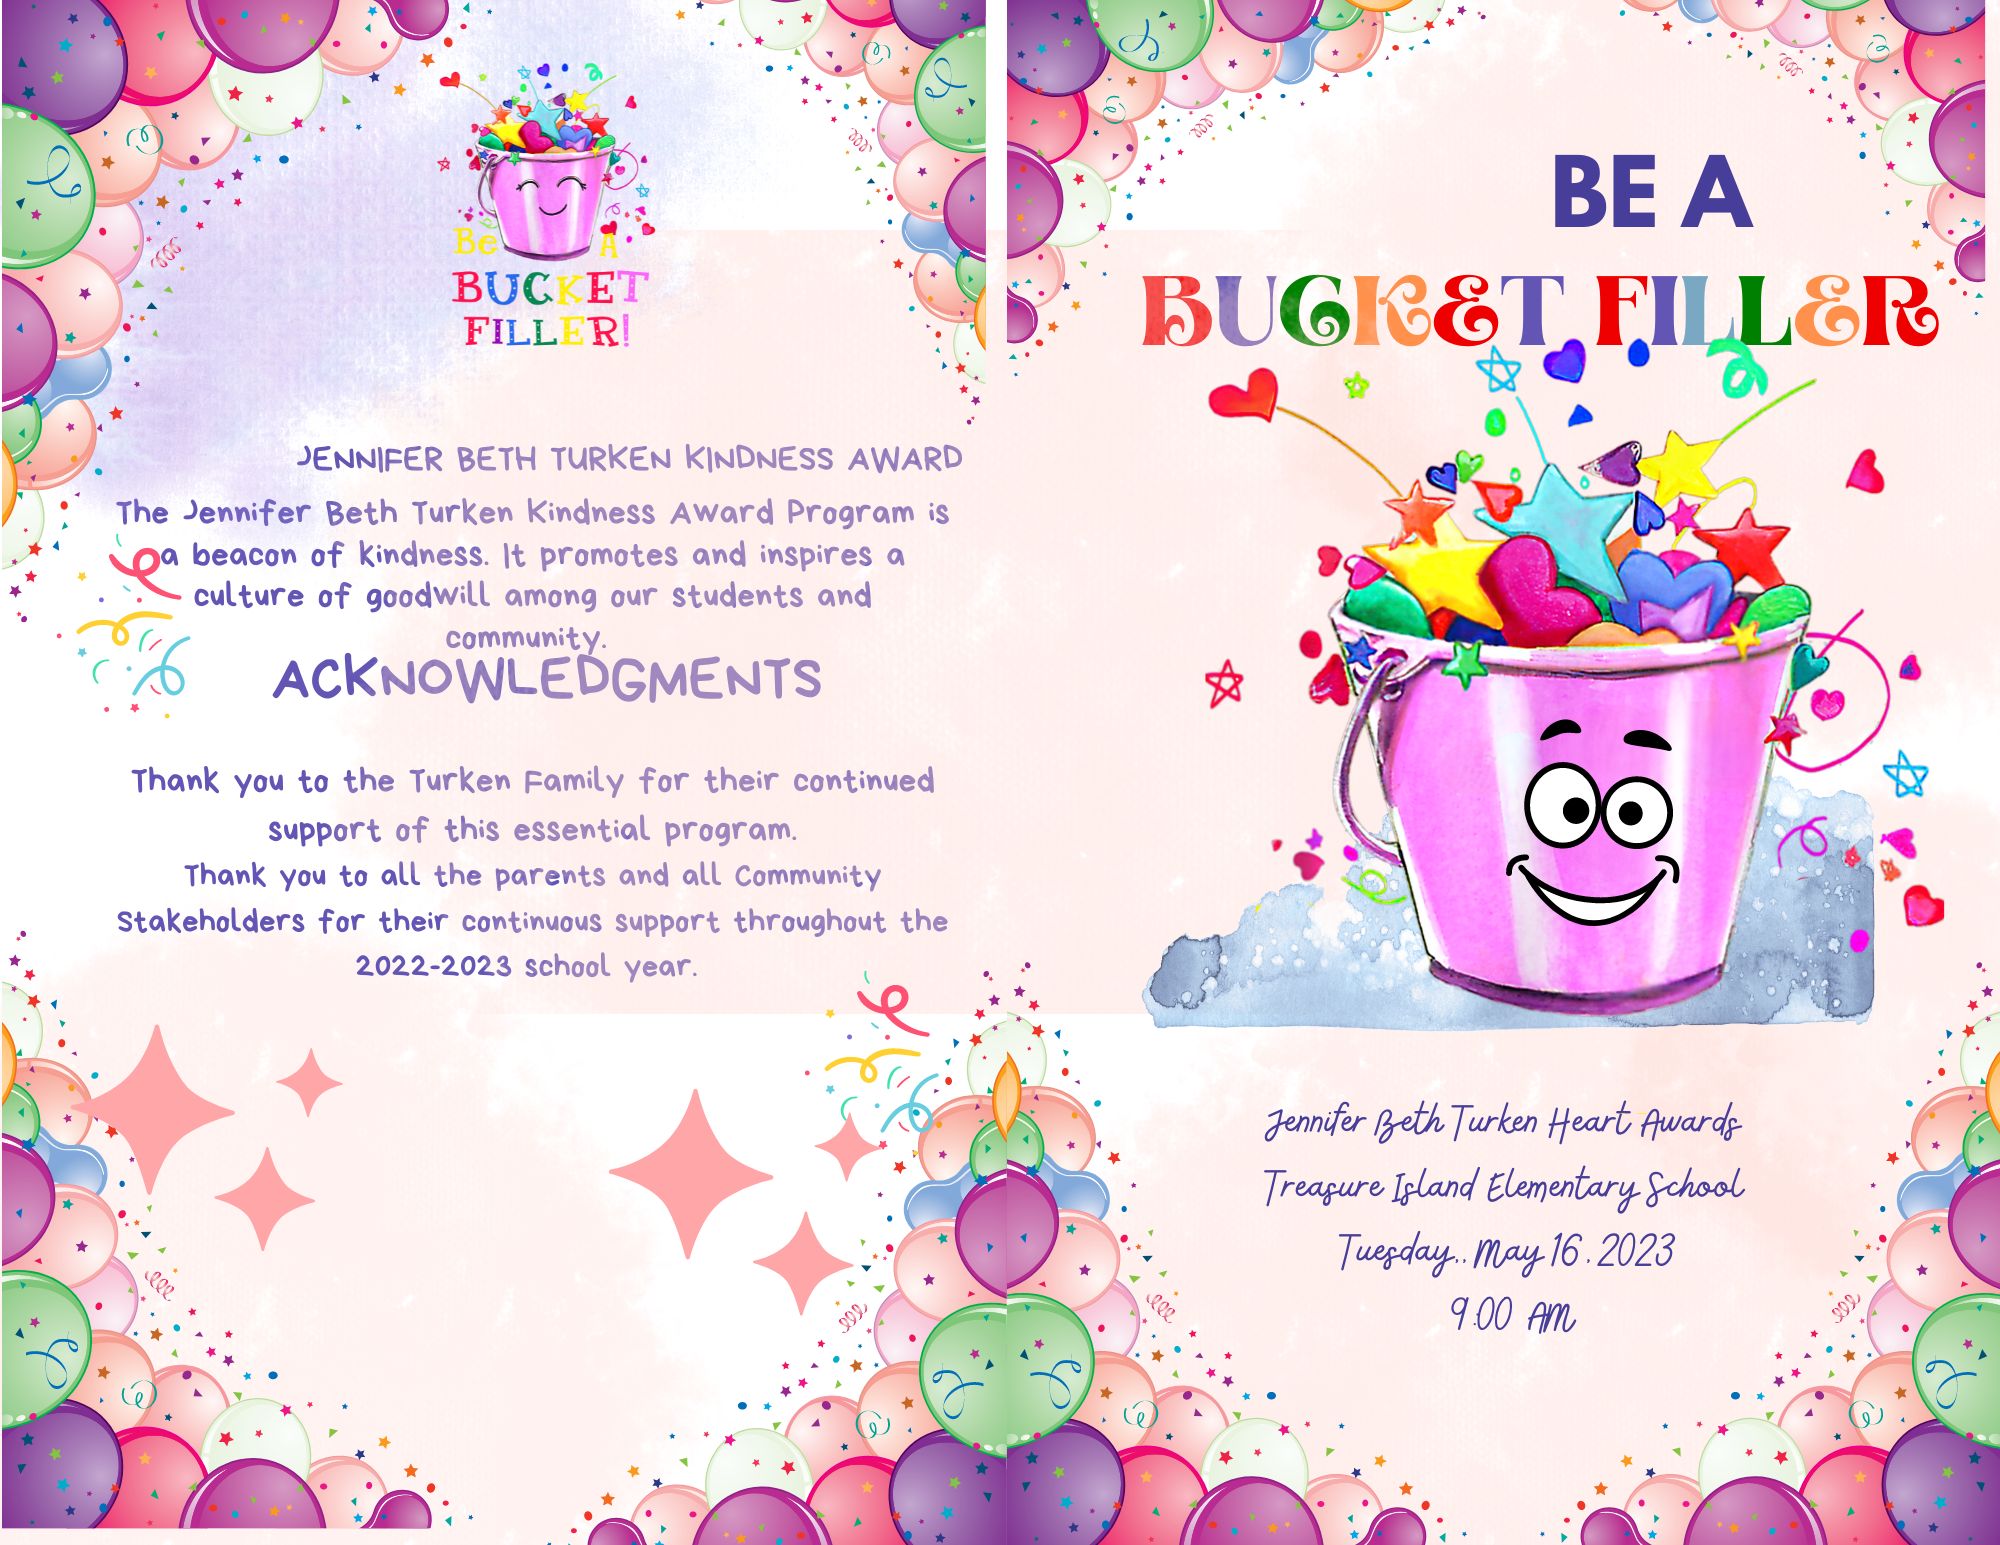 Be A
BUCKET
FILLER!
JENNIFER BETH TURKEN KINDNESS AWARD
The Jennifer Beth Turken Kindness Award Program is
a beacon of kindness. It promotes and inspires a
culture of goodwill among our students and
community.
ACKNOWLEDGMENTS
Thank you to the Turken Family for their continued
support of this essential program.
Thank you to all the parents and all Community
Stakeholders for their continuous support throughout the
2022-2023 school year.
BE A
BUCKET FILLER
Jennifer Beth Turken Heart Awards
Treasure Island Elementary School
Tuesday,, May 16, 2023
9:00 AM